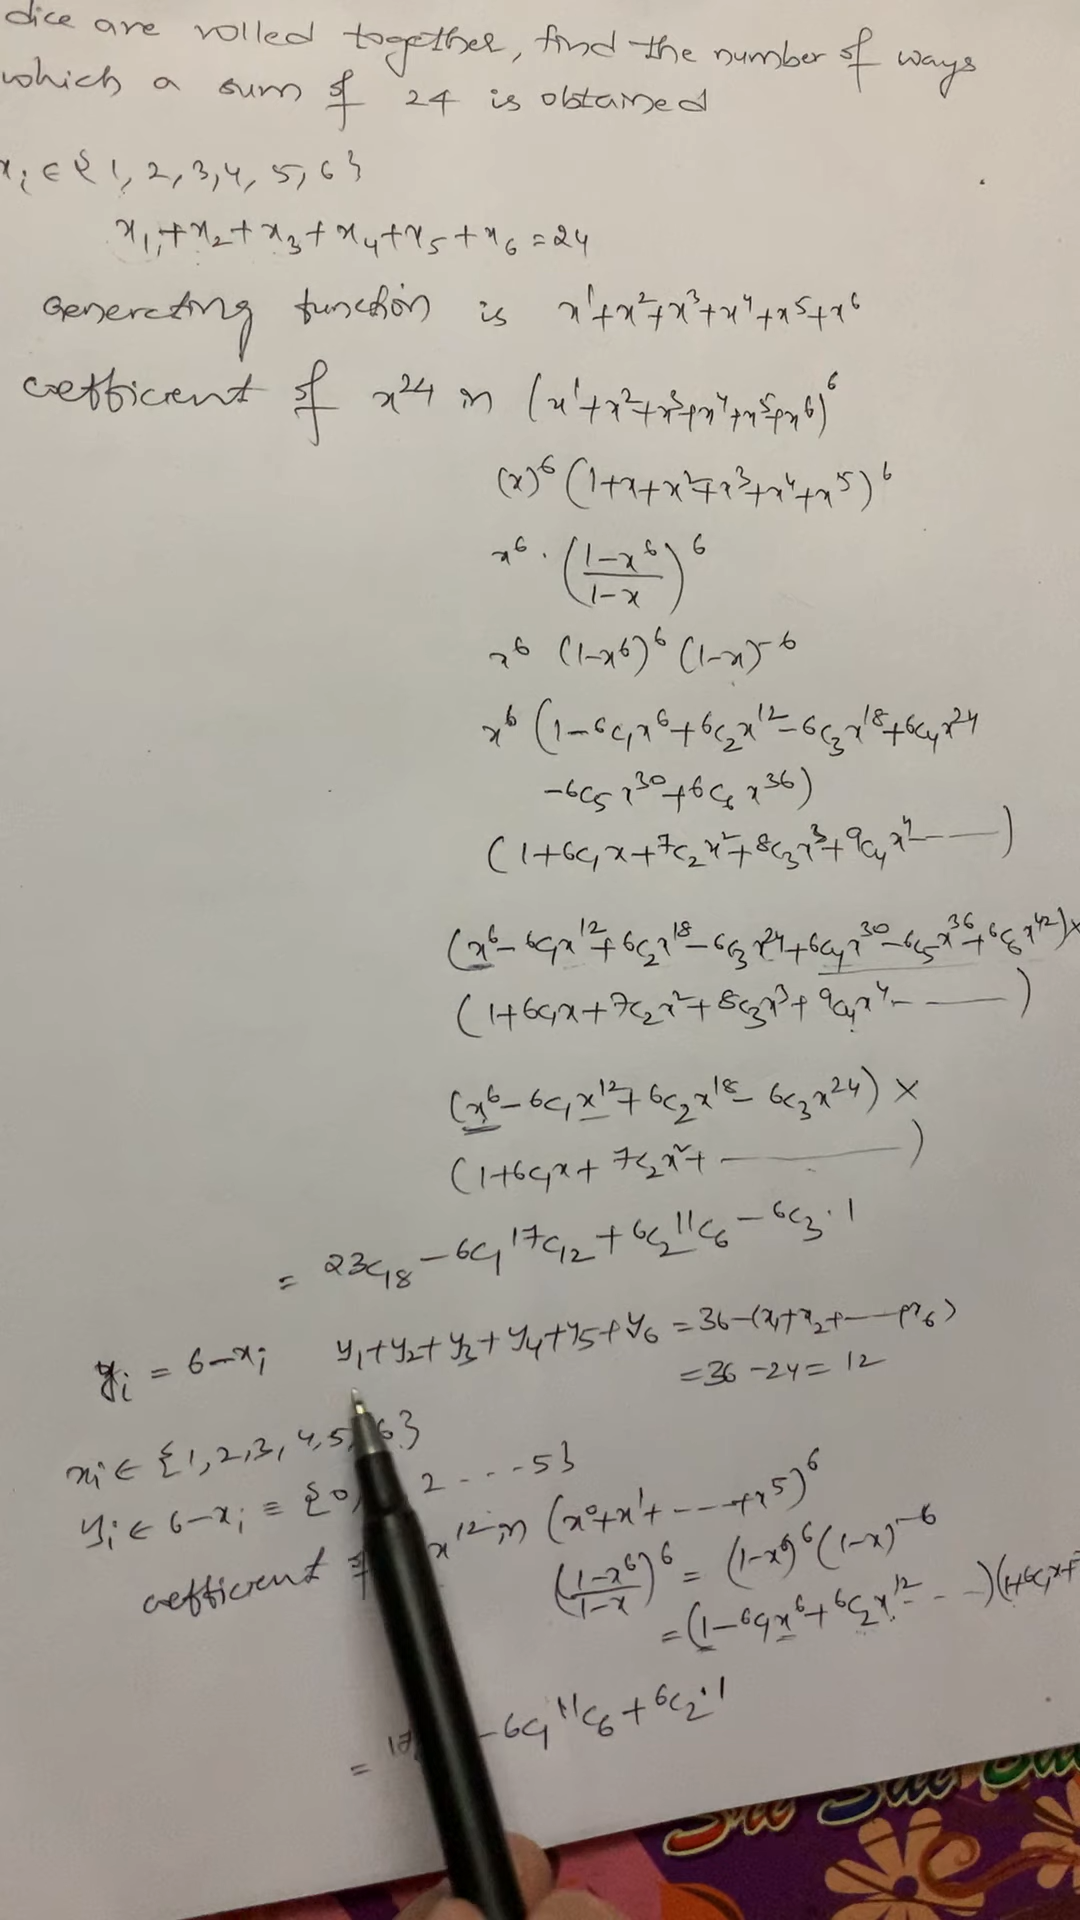 dice are rolled together, find the number of ways
which a sum of 24 is obtained
xᵢ ∈ {1, 2, 3, 4, 5, 6}
x₁ + x₂ + x₃ + x₄ + x₅ + x₆ = 24
Generating function is x¹+x²+x³+x⁴+x⁵+x⁶
coefficient of x²⁴ in (x¹+x²+x³+x⁴+x⁵+x⁶)⁶
(x)⁶ (1+x+x²+x³+x⁴+x⁵)⁶
x⁶ · ((1-x⁶)/(1-x))⁶
x⁶ (1-x⁶)⁶ (1-x)⁻⁶
x⁶ (1-6c₁x⁶+6c₂x¹²-6c₃x¹⁸+6c₄x²⁴
-6c₅x³⁰+6c₆x³⁶)
(1+6c₁x+7c₂x²+8c₃x³+9c₄x⁴------)
(x⁶-6c₁x¹²+6c₂x¹⁸-6c₃x²⁴+6c₄x³⁰-6c₅x³⁶+6c₆x⁴²)×
(1+6c₁x+7c₂x²+8c₃x³+9c₄x⁴------)
(x⁶-6c₁x¹²+6c₂x¹⁸-6c₃x²⁴)×
(1+6c₁x+7c₂x²+------)
= 23c₁₈-6c₁17c₁₂+6c₂11c₆-6c₃·1
yᵢ = 6-xᵢ y₁+y₂+y₃+y₄+y₅+y₆ = 36-(x₁+x₂+----+x₆)
= 36-24 = 12
xᵢ ∈ {1,2,3,4,5, 6}
yᵢ ∈ 6-xᵢ = {0, 2 ---5}
coefficient of x¹² in (x⁰+x¹+----+x⁵)⁶
((1-x⁶)/(1-x))⁶ = (1-x⁶)⁶(1-x)⁻⁶
= (1-6c₁x⁶+6c₂x¹²---)(1+6c₁x+
= 17 -6c₁11c₆+6c₂·1